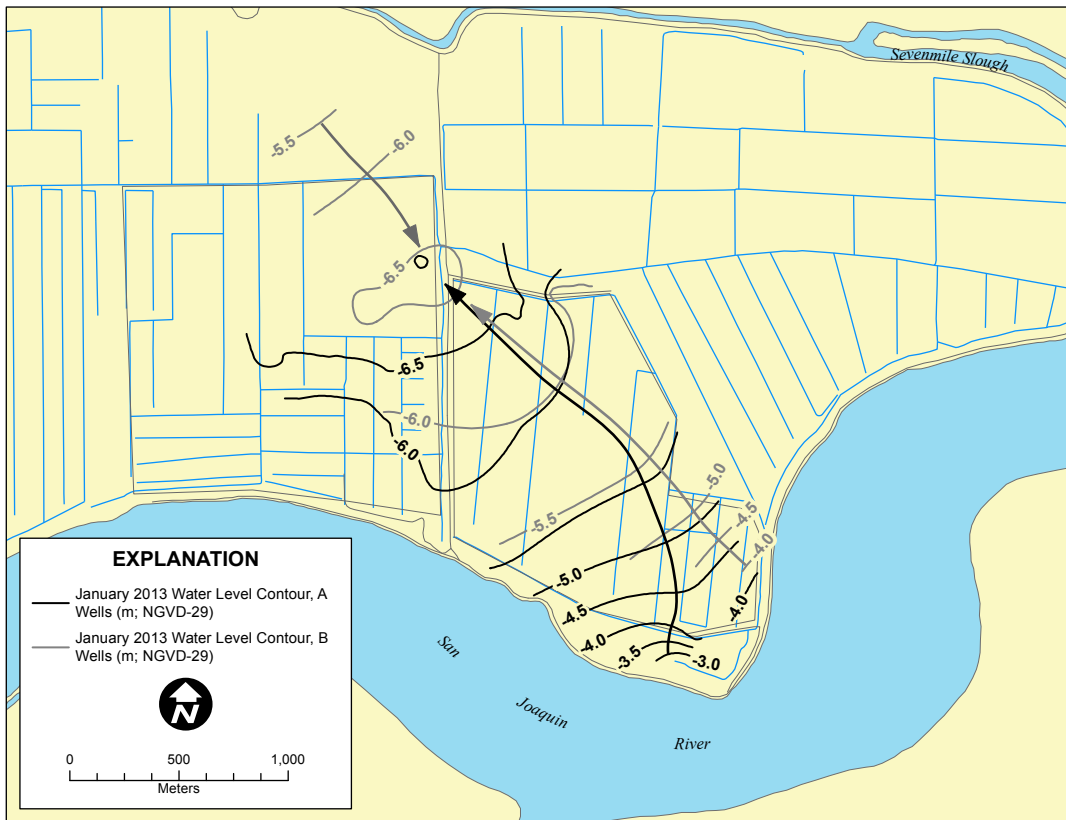 Sevenmile Slough
-5.5
-6.0
-6.5
-6.5
-6.0
-6.0
-5.0
-5.5
-4.5
-4.0
-5.0
-4.5
-4.0
-4.0
-3.5
-3.0
San
Joaquin
River
EXPLANATION
January 2013 Water Level Contour, A
Wells (m; NGVD-29)
January 2013 Water Level Contour, B
Wells (m; NGVD-29)
N
0 500 1,000
Meters